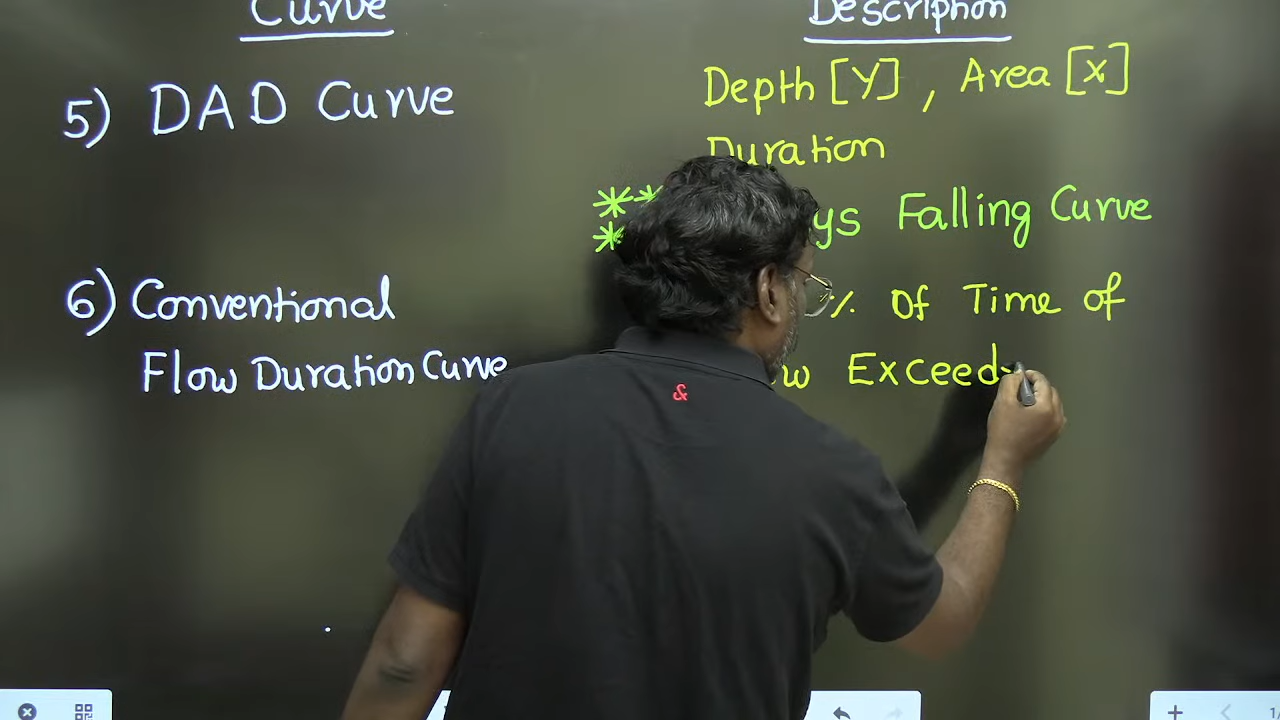 Curve Description
5) DAD Curve Depth [Y] , Area [X]
Duration
** Falling Curve
*
6) Conventional % Of Time of
Flow Duration Curve Exceed
&